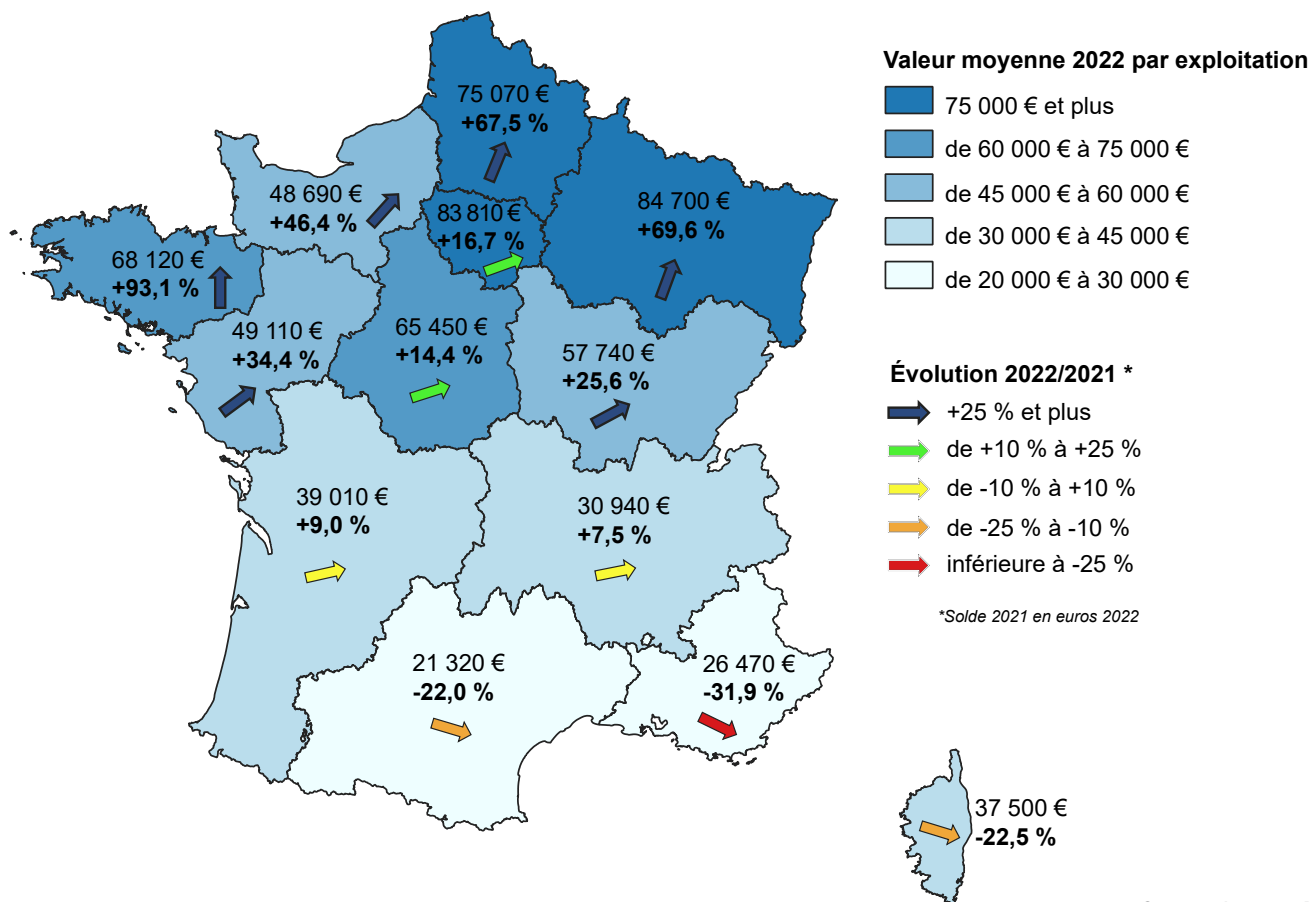 75 070 €
+67,5 %
48 690 €
+46,4 %
83 810 €
+16,7 %
84 700 €
+69,6 %
68 120 €
+93,1 %
49 110 €
+34,4 %
65 450 €
+14,4 %
57 740 €
+25,6 %
39 010 €
+9,0 %
30 940 €
+7,5 %
21 320 €
-22,0 %
26 470 €
-31,9 %
37 500 €
-22,5 %
Valeur moyenne 2022 par exploitation
75 000 € et plus
de 60 000 € à 75 000 €
de 45 000 € à 60 000 €
de 30 000 € à 45 000 €
de 20 000 € à 30 000 €
Évolution 2022/2021 *
+25 % et plus
de +10 % à +25 %
de -10 % à +10 %
de -25 % à -10 %
inférieure à -25 %
*Solde 2021 en euros 2022